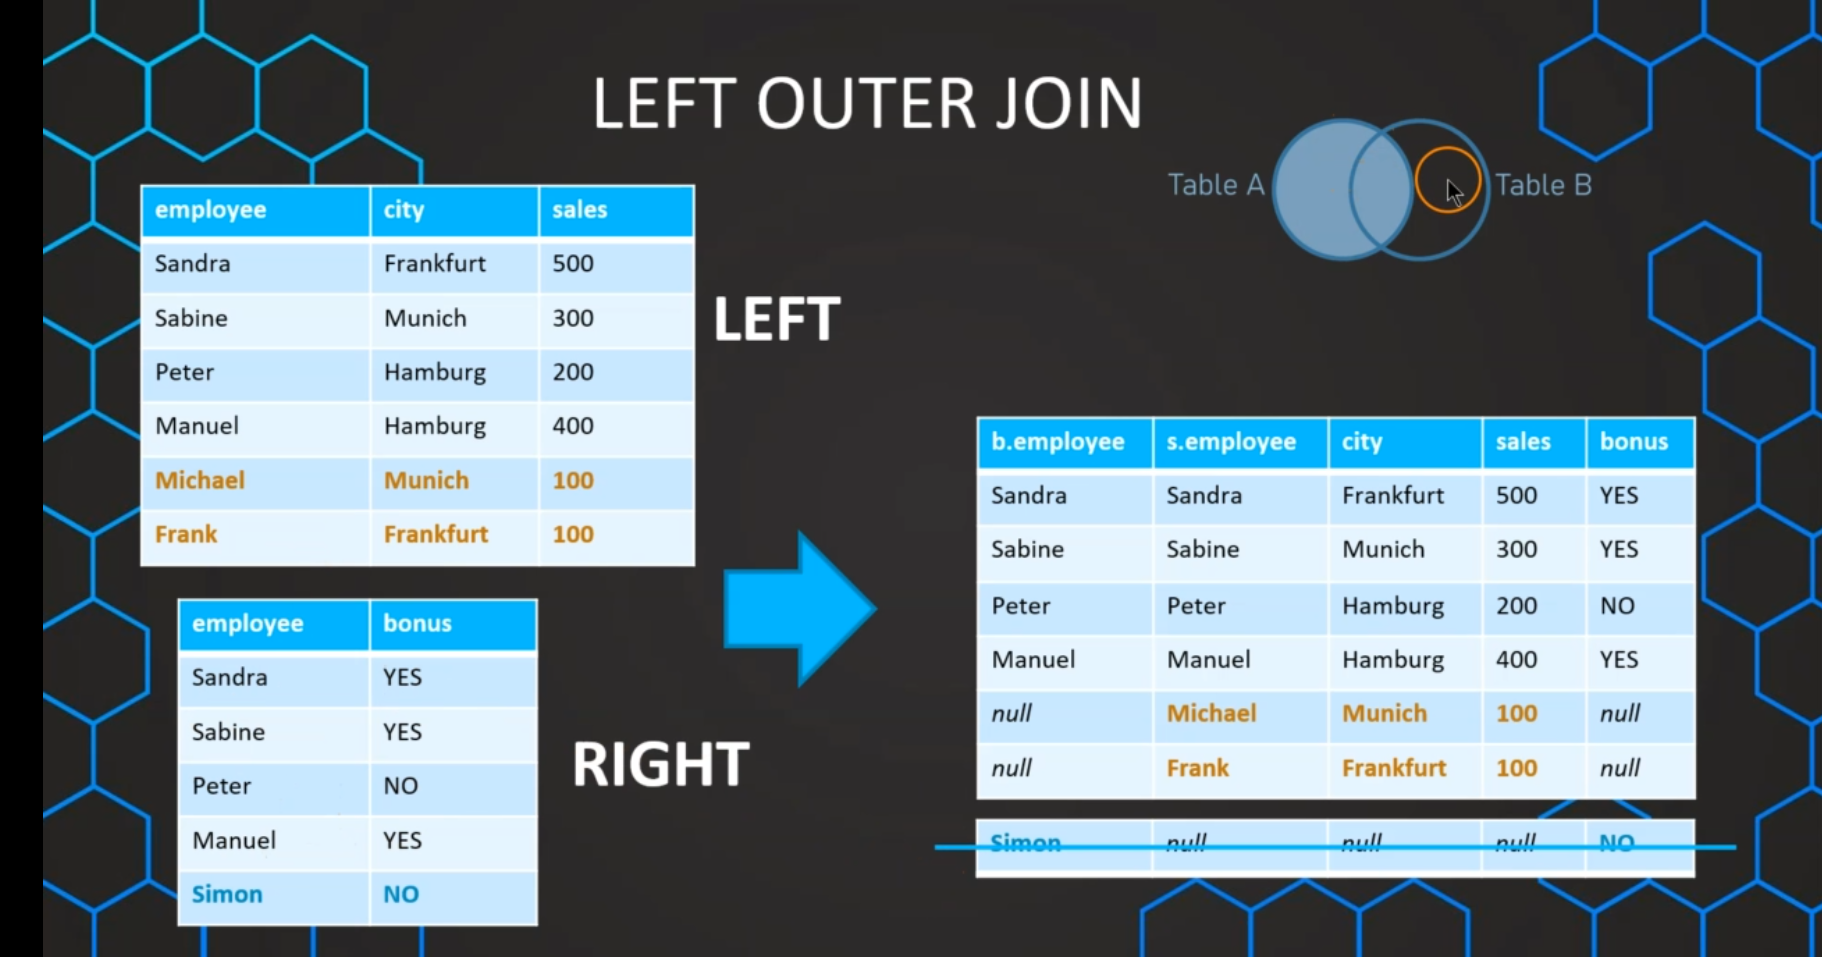 LEFT OUTER JOIN
Table A
Table B
employee city sales
Sandra Frankfurt 500
Sabine Munich 300
Peter Hamburg 200
Manuel Hamburg 400
Michael Munich 100
Frank Frankfurt 100
LEFT
employee bonus
Sandra YES
Sabine YES
Peter NO
Manuel YES
Simon NO
RIGHT
b.employee s.employee city sales bonus
Sandra Sandra Frankfurt 500 YES
Sabine Sabine Munich 300 YES
Peter Peter Hamburg 200 NO
Manuel Manuel Hamburg 400 YES
null Michael Munich 100 null
null Frank Frankfurt 100 null
Simon null null null NO